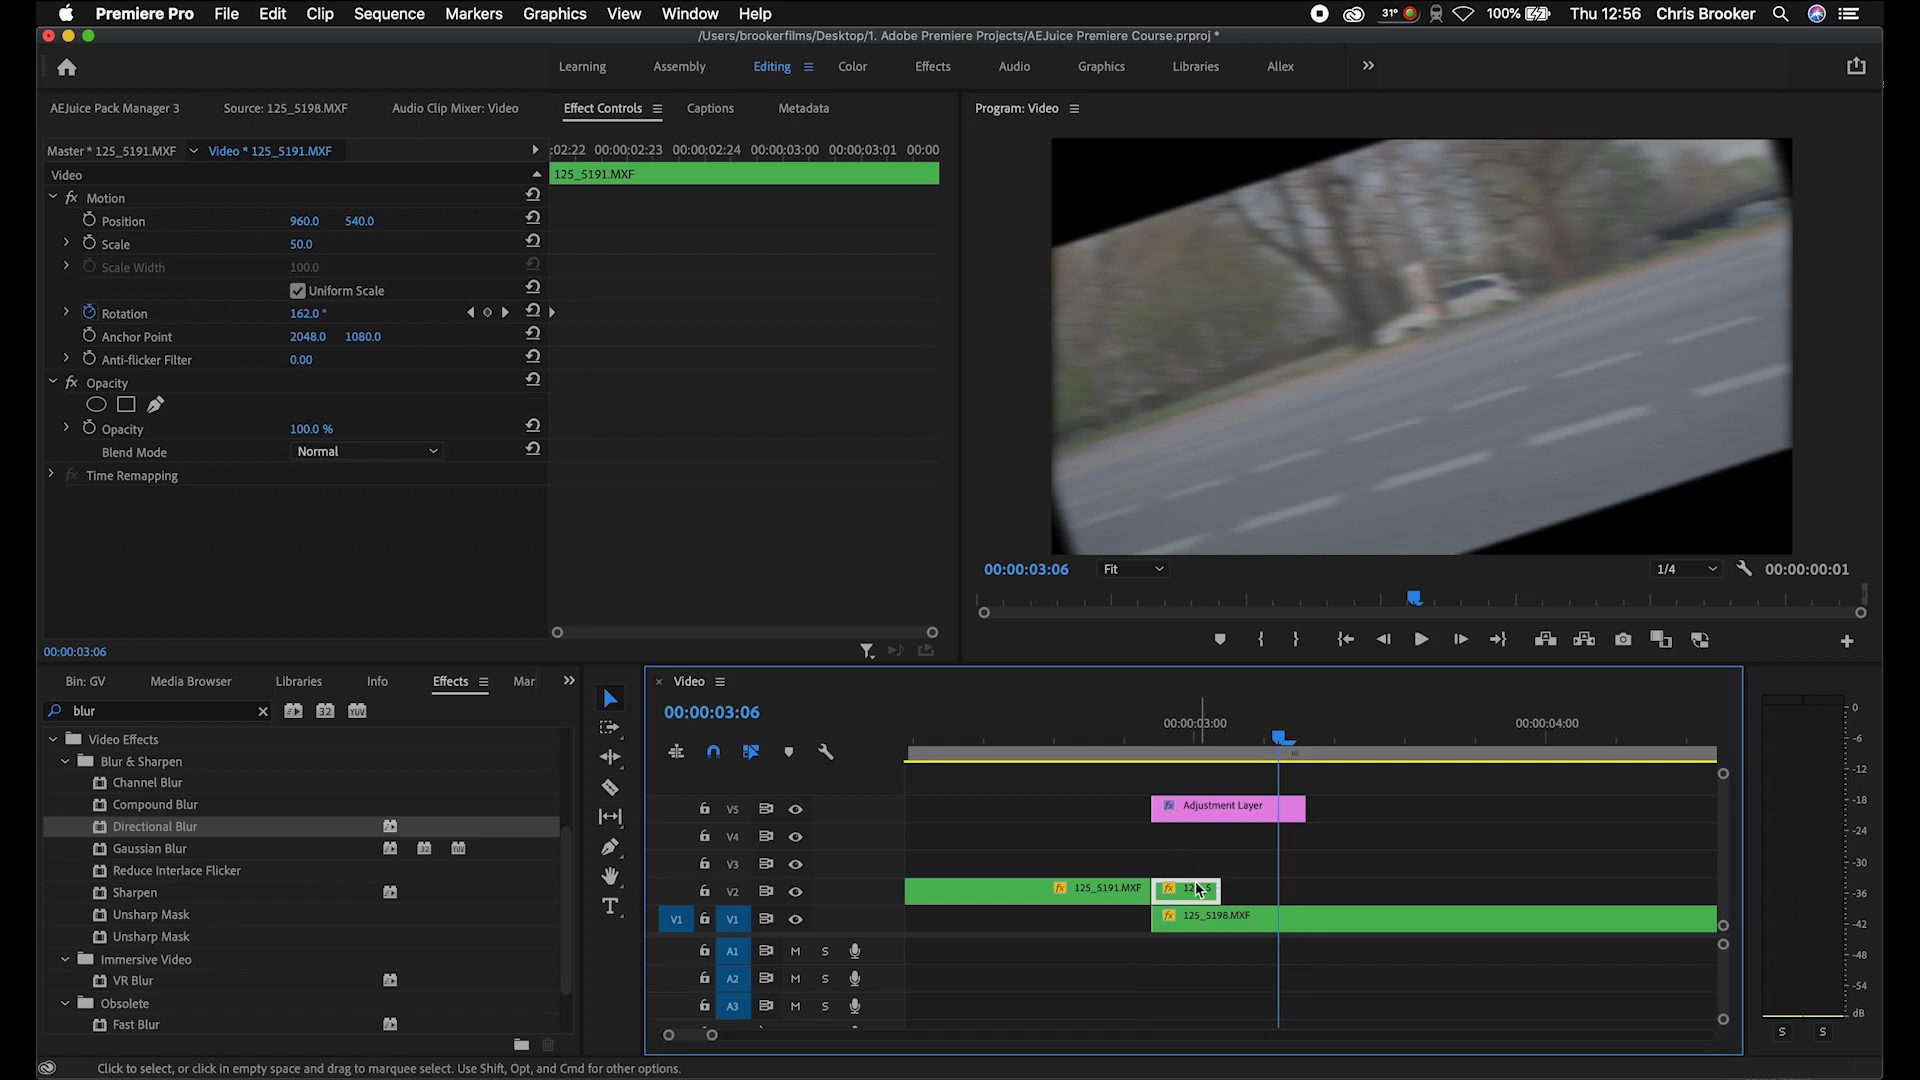 Premiere Pro File Edit Clip Sequence Markers Graphics View Window Help 31° 100% Thu 12:56 Chris Brooker
/Users/brookerfilms/Desktop/1. Adobe Premiere Projects/AEJuice Premiere Course.prproj *
Learning Assembly Editing Color Effects Audio Graphics Libraries Allex
AEJuice Pack Manager 3 Source: 125_5198.MXF Audio Clip Mixer: Video Effect Controls Captions Metadata Program: Video
Master * 125_5191.MXF Video * 125_5191.MXF :02:22 00:00:02:23 00:00:02:24 00:00:03:00 00:00:03:01 00:00
Video 125_5191.MXF
fx Motion
Position 960.0 540.0
Scale 50.0
Scale Width 100.0
Uniform Scale
Rotation 162.0 °
Anchor Point 2048.0 1080.0
Anti-flicker Filter 0.00
fx Opacity
Opacity 100.0 %
Blend Mode Normal
fx Time Remapping
00:00:03:06 Fit 1/4 00:00:00:01
00:00:03:06
Bin: GV Media Browser Libraries Info Effects Mar Video
blur 32 YUV 00:00:03:06
00:00:03:00 00:00:04:00
Video Effects
Blur & Sharpen
Channel Blur
Compound Blur
Directional Blur
Gaussian Blur 32 YUV
Reduce Interlace Flicker
Sharpen
Unsharp Mask
Unsharp Mask
Immersive Video
VR Blur
Obsolete
Fast Blur
V5 fx Adjustment Layer
V4
V3
V2 fx 125_5191.MXF fx
V1 V1 fx 125_5198.MXF
A1 M S
A2 M S
A3 M S
0
-6
-12
-18
-24
-30
-36
-42
-48
-54
dB
S S
Click to select, or click in empty space and drag to marquee select. Use Shift, Opt, and Cmd for other options.